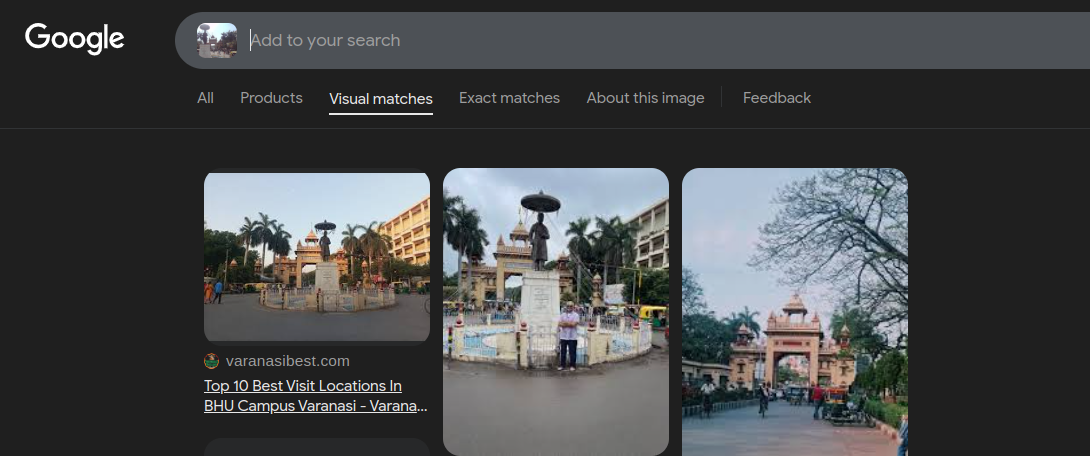 Google
Add to your search
All
Products
Visual matches
Exact matches
About this image
Feedback
varanasibest.com
Top 10 Best Visit Locations In
BHU Campus Varanasi - Varana...